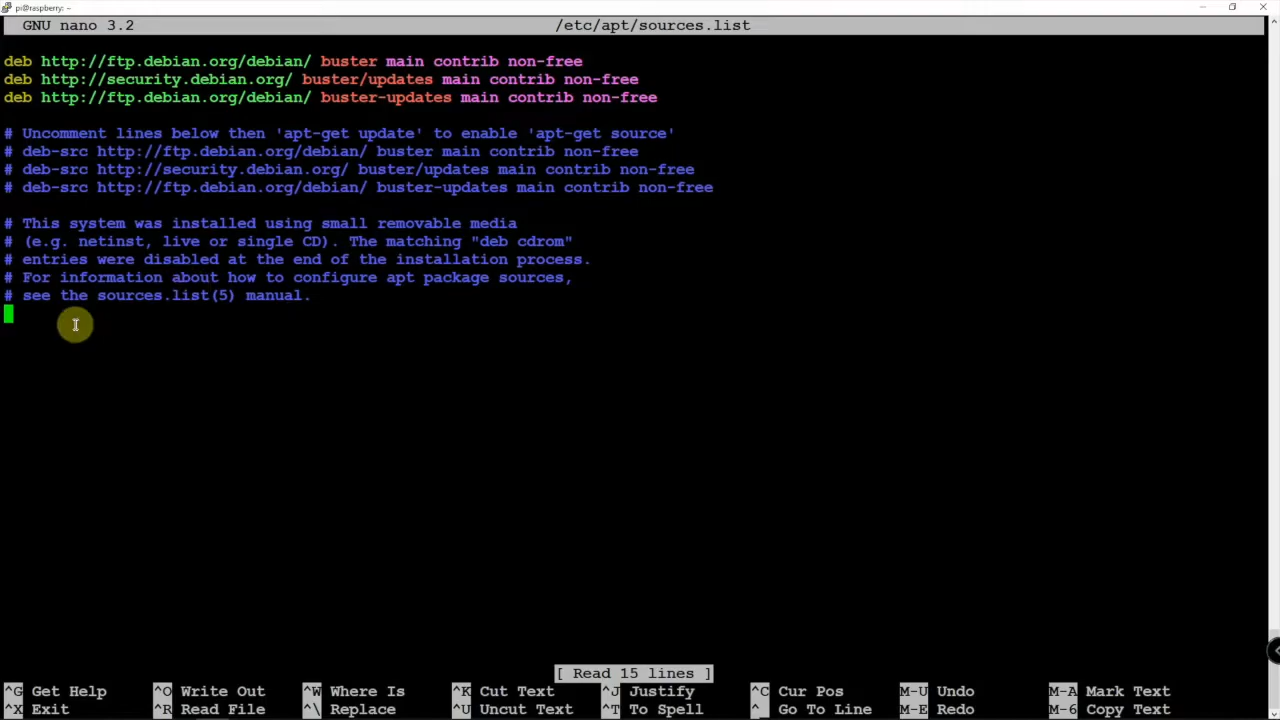 pi@raspberry: ~
GNU nano 3.2 /etc/apt/sources.list
deb http://ftp.debian.org/debian/ buster main contrib non-free
deb http://security.debian.org/ buster/updates main contrib non-free
deb http://ftp.debian.org/debian/ buster-updates main contrib non-free
# Uncomment lines below then 'apt-get update' to enable 'apt-get source'
# deb-src http://ftp.debian.org/debian/ buster main contrib non-free
# deb-src http://security.debian.org/ buster/updates main contrib non-free
# deb-src http://ftp.debian.org/debian/ buster-updates main contrib non-free
# This system was installed using small removable media
# (e.g. netinst, live or single CD). The matching "deb cdrom"
# entries were disabled at the end of the installation process.
# For information about how to configure apt package sources,
# see the sources.list(5) manual.
[ Read 15 lines ]
^G Get Help ^O Write Out ^W Where Is ^K Cut Text ^J Justify ^C Cur Pos M-U Undo M-A Mark Text
^X Exit ^R Read File ^\ Replace ^U Uncut Text ^T To Spell ^_ Go To Line M-E Redo M-6 Copy Text